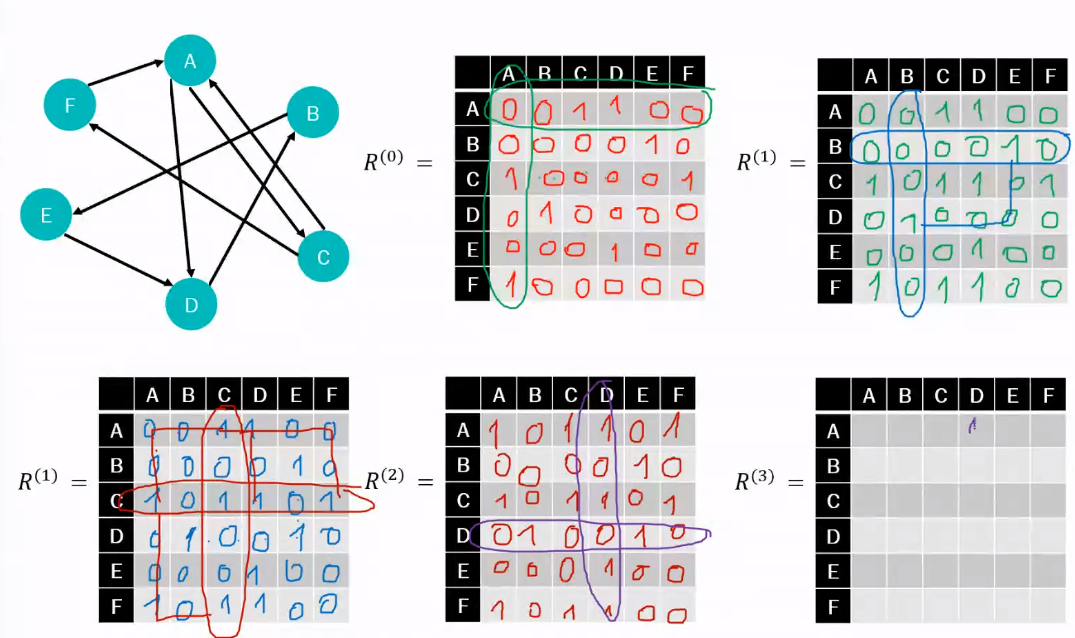 A
F
B
E
C
D
R⁽⁰⁾ =
A B C D E F
A 0 0 1 1 0 0
B 0 0 0 0 1 0
C 1 0 0 0 0 1
D 0 1 0 0 0 0
E 0 0 0 1 0 0
F 1 0 0 0 0 0
R⁽¹⁾ =
A B C D E F
A 0 0 1 1 0 0
B 0 0 0 0 1 0
C 1 0 1 1 0 1
D 0 1 0 0 0 0
E 0 0 0 1 0 0
F 1 0 1 1 0 0
R⁽¹⁾ =
A B C D E F
A 0 0 1 1 0 0
B 0 0 0 0 1 0
C 1 0 1 1 0 1
D 0 1 0 0 1 0
E 0 0 0 1 0 0
F 1 0 1 1 0 0
R⁽²⁾ =
A B C D E F
A 1 0 1 1 0 1
B 0 0 0 0 1 0
C 1 0 1 1 0 1
D 0 1 0 0 1 0
E 0 0 0 1 0 0
F 1 0 1 1 0 0
R⁽³⁾ =
A B C D E F
A 1
B
C
D
E
F